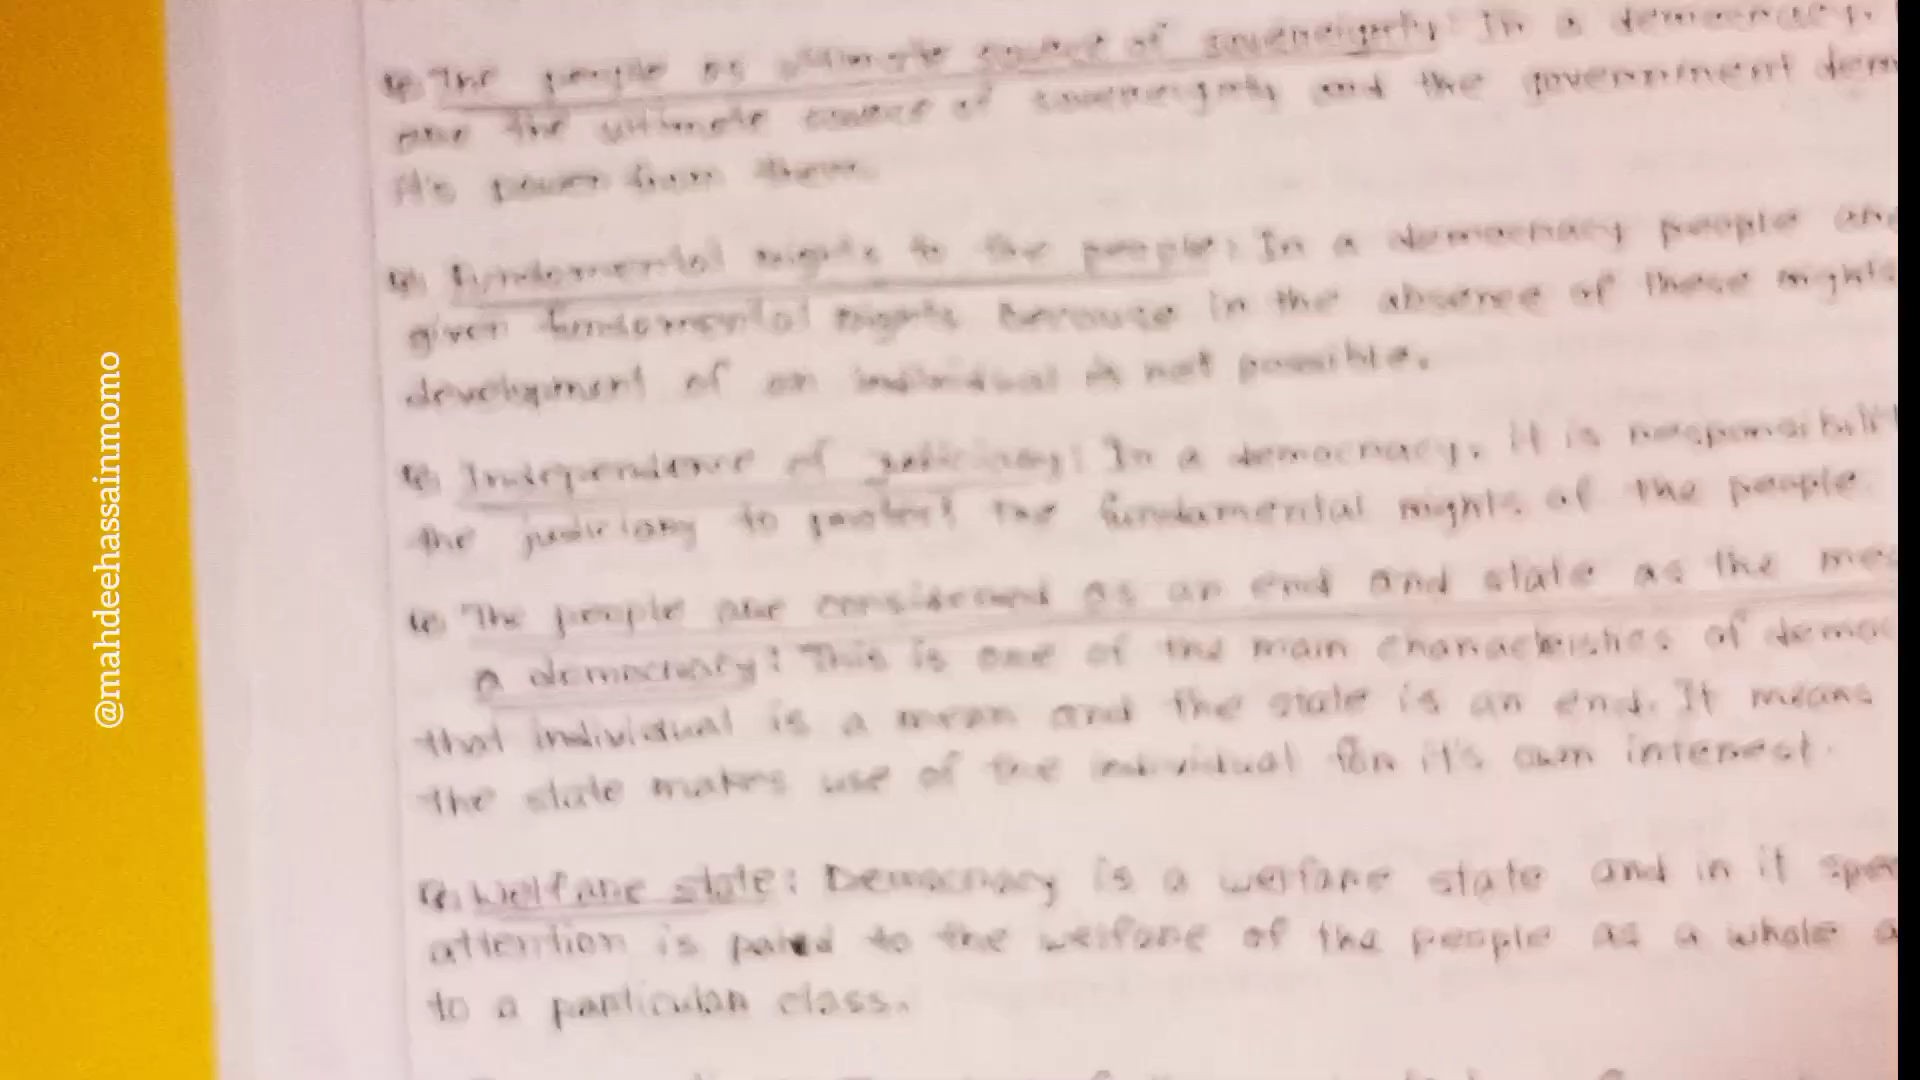 The people as ultimate source of sovereignty: In a democracy,
are the ultimate source of sovereignty and the government
it's power from them.
Fundamental rights to the people: In a democracy people
given fundamental rights because in the absence of these rights
development of an individual is not possible.
Independence of judiciary: In a democracy, it is
the judiciary to protect the fundamental rights of the people
The people are considered as an end and state as the
a democracy: This is one of the main characteristics of
that individual is a mean and the state is an end. It means
the state makes use of the individual for it's own interest.
Welfare state: Democracy is a welfare state and in it
attention is paid to the welfare of the people as a whole
to a particular class.
@mahdeehassainmomo